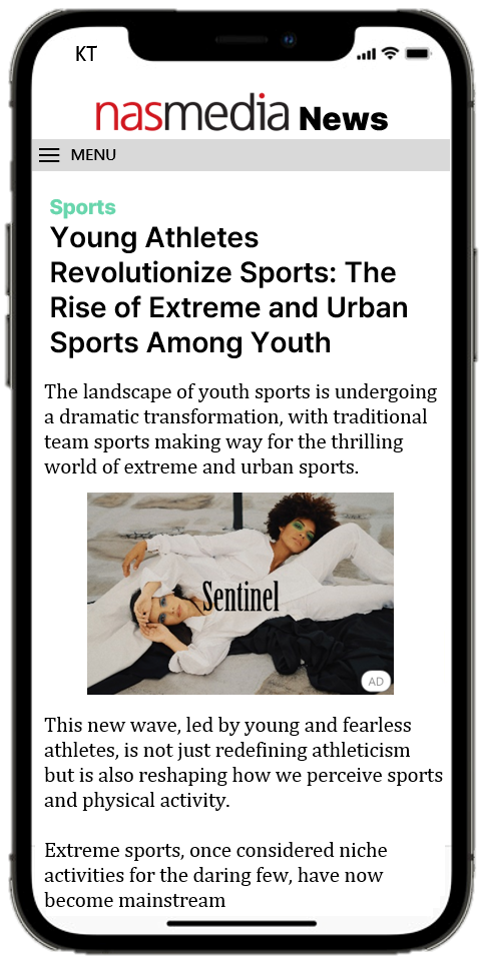 KT
nasmedia News
MENU
Sports
Young Athletes
Revolutionize Sports: The
Rise of Extreme and Urban
Sports Among Youth
The landscape of youth sports is undergoing
a dramatic transformation, with traditional
team sports making way for the thrilling
world of extreme and urban sports.
Sentinel
AD
This new wave, led by young and fearless
athletes, is not just redefining athleticism
but is also reshaping how we perceive sports
and physical activity.
Extreme sports, once considered niche
activities for the daring few, have now
become mainstream